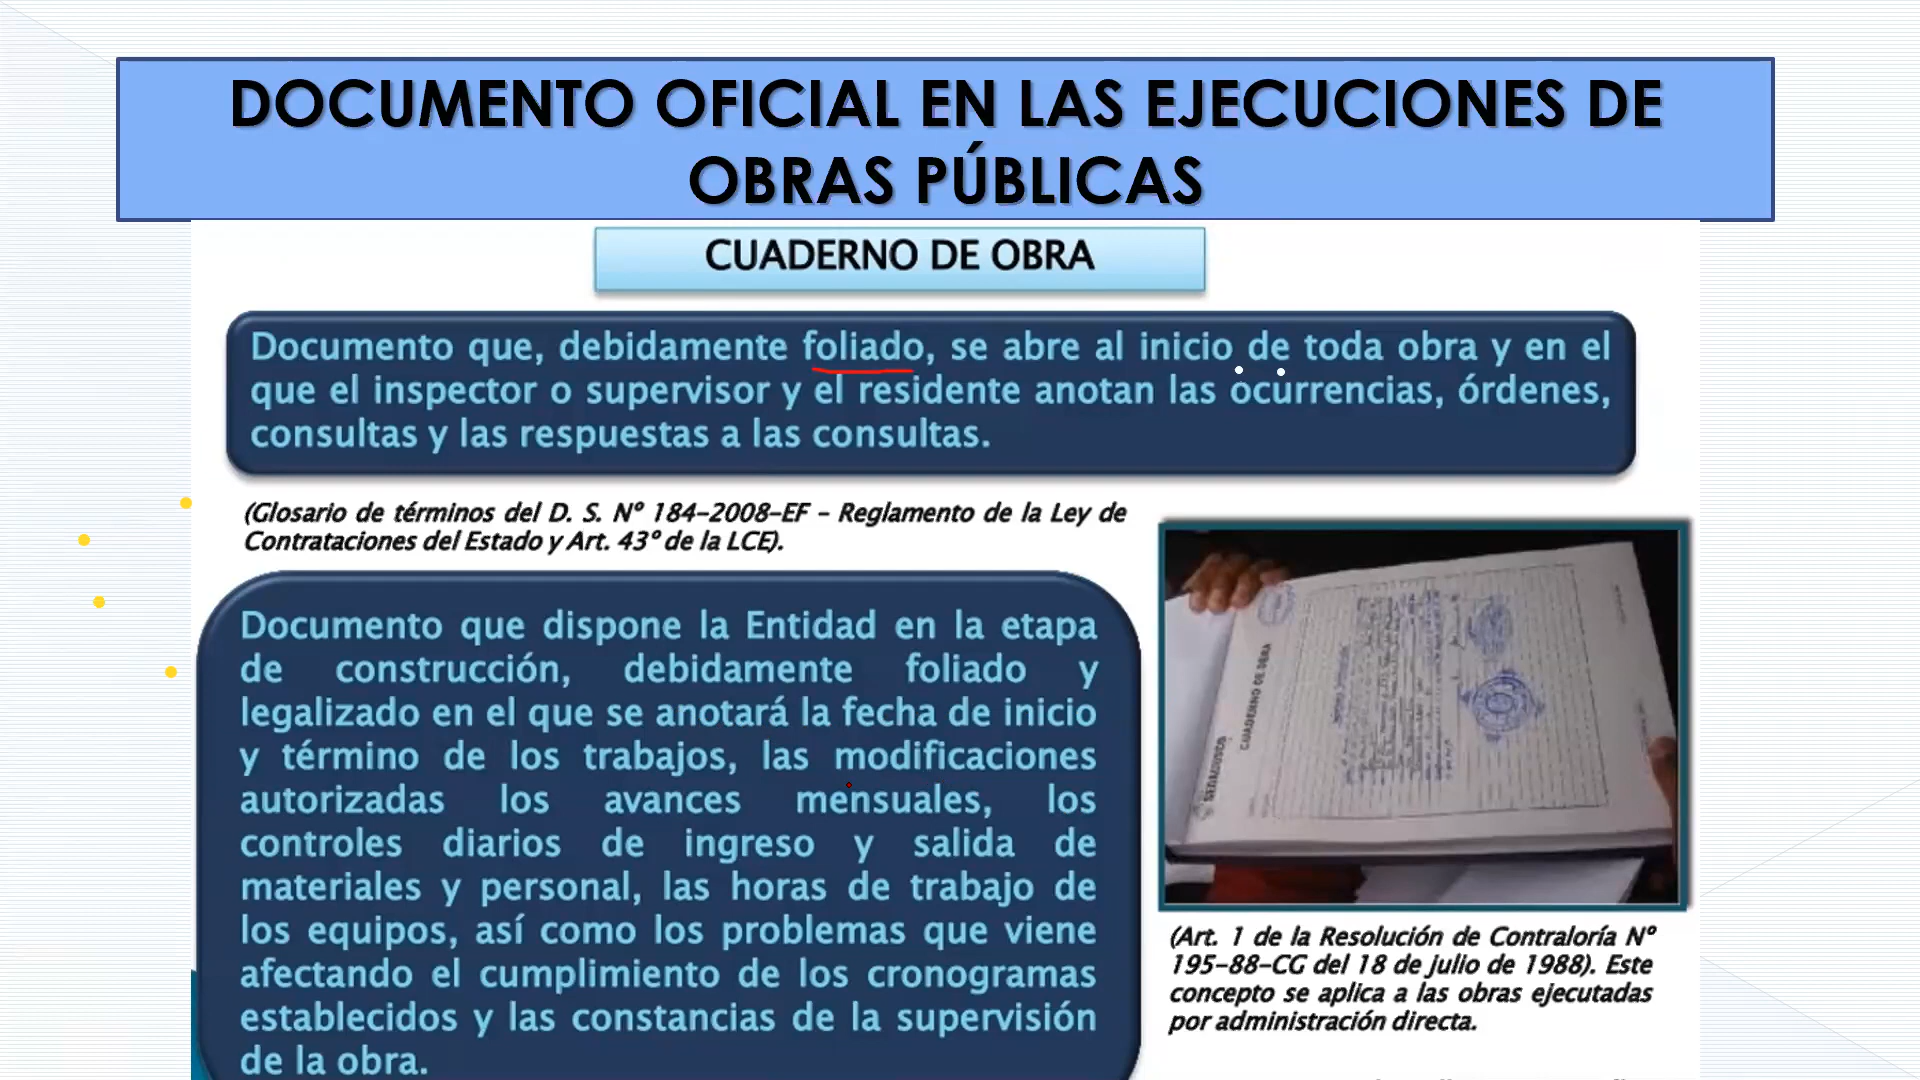 DOCUMENTO OFICIAL EN LAS EJECUCIONES DE
OBRAS PÚBLICAS
CUADERNO DE OBRA
Documento que, debidamente foliado, se abre al inicio de toda obra y en el
que el inspector o supervisor y el residente anotan las ocurrencias, órdenes,
consultas y las respuestas a las consultas.
(Glosario de términos del D. S. Nº 184-2008-EF – Reglamento de la Ley de
Contrataciones del Estado y Art. 43º de la LCE).
Documento que dispone la Entidad en la etapa
de construcción, debidamente foliado y
legalizado en el que se anotará la fecha de inicio
y término de los trabajos, las modificaciones
autorizadas los avances mensuales, los
controles diarios de ingreso y salida de
materiales y personal, las horas de trabajo de
los equipos, así como los problemas que viene
afectando el cumplimiento de los cronogramas
establecidos y las constancias de la supervisión
de la obra.
SEDACUSCO
CUADERNO DE OBRA
(Art. 1 de la Resolución de Contraloría Nº
195-88-CG del 18 de julio de 1988). Este
concepto se aplica a las obras ejecutadas
por administración directa.